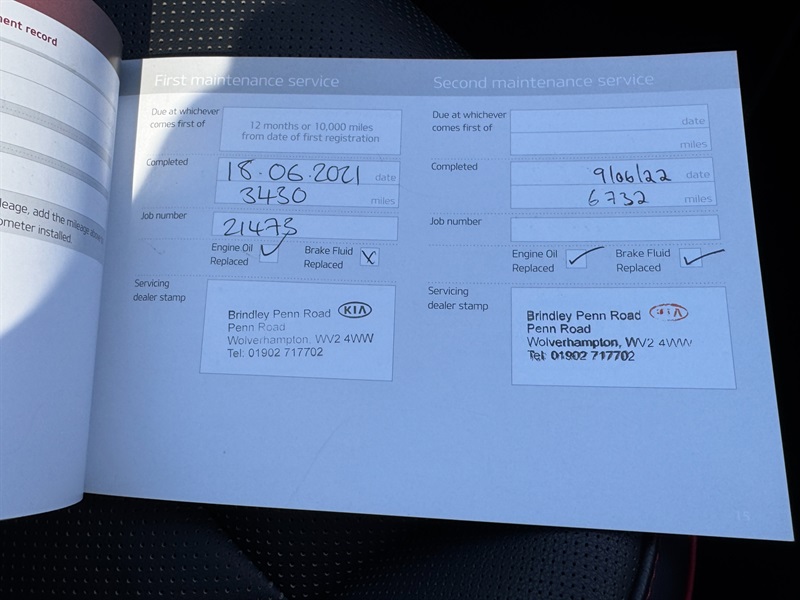 ment record
eage, add the mileage above
ometer installed.
First maintenance service
Due at whichever
comes first of
12 months or 10,000 miles
from date of first registration
Completed
18.06.2021 date
3430 miles
Job number
21473
Engine Oil
Replaced
Brake Fluid
Replaced
Servicing
dealer stamp
Brindley Penn Road KIA
Penn Road
Wolverhampton, WV2 4WW
Tel: 01902 717702
Second maintenance service
Due at whichever
comes first of
date
miles
Completed
9/06/22 date
6732 miles
Job number
Engine Oil
Replaced
Brake Fluid
Replaced
Servicing
dealer stamp
Brindley Penn Road KIA
Penn Road
Wolverhampton, WV2 4WW
Tel: 01902 717702
15